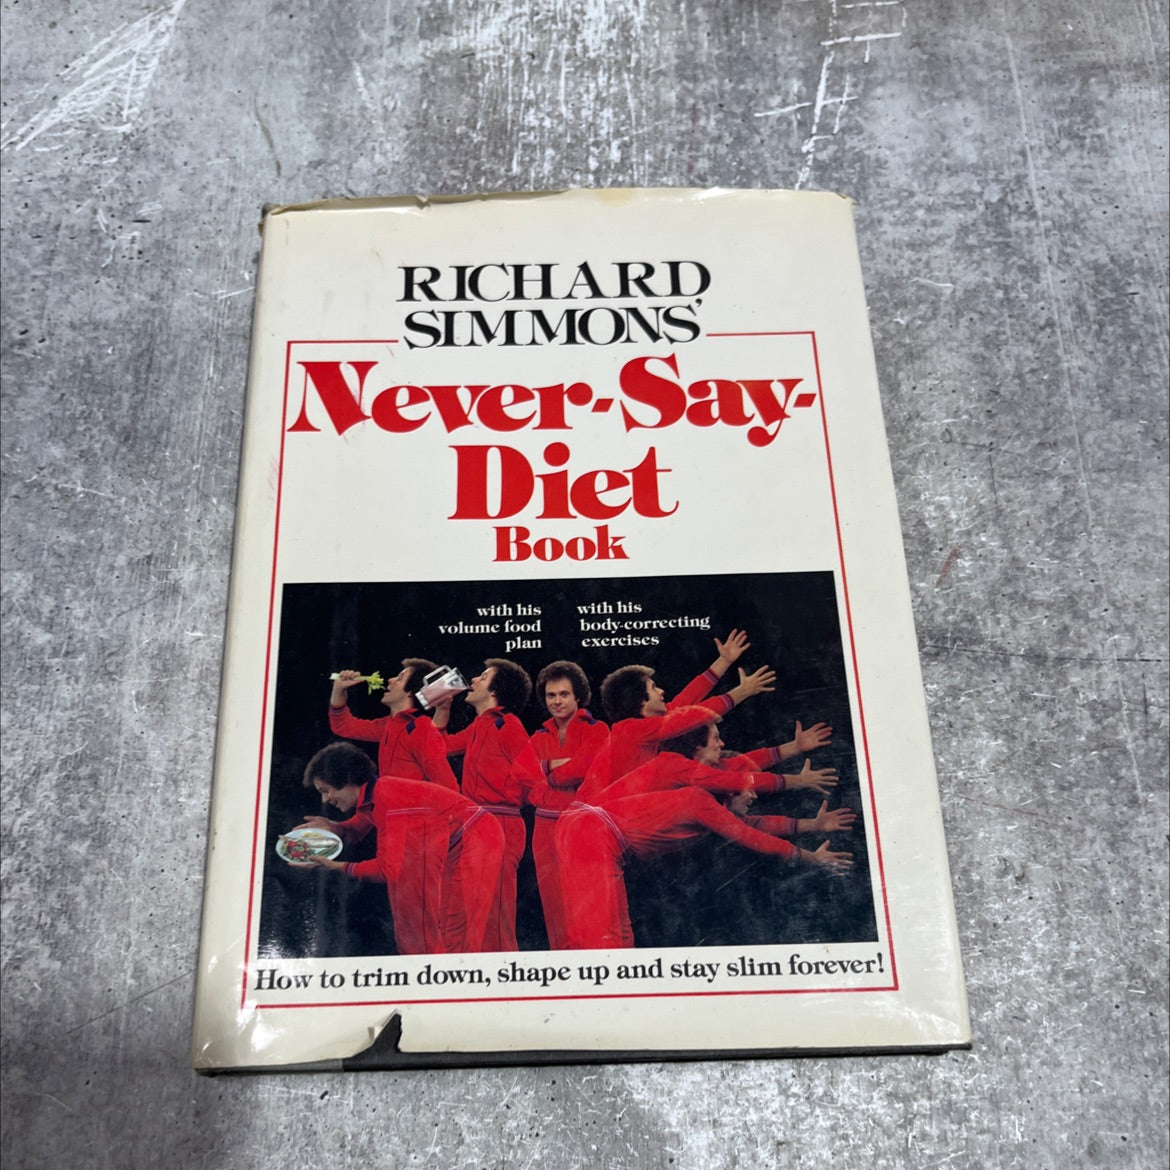 RICHARD
SIMMONS'
Never-Say-
Diet
Book
with his
volume food
plan
with his
body-correcting
exercises
How to trim down, shape up and stay slim forever!